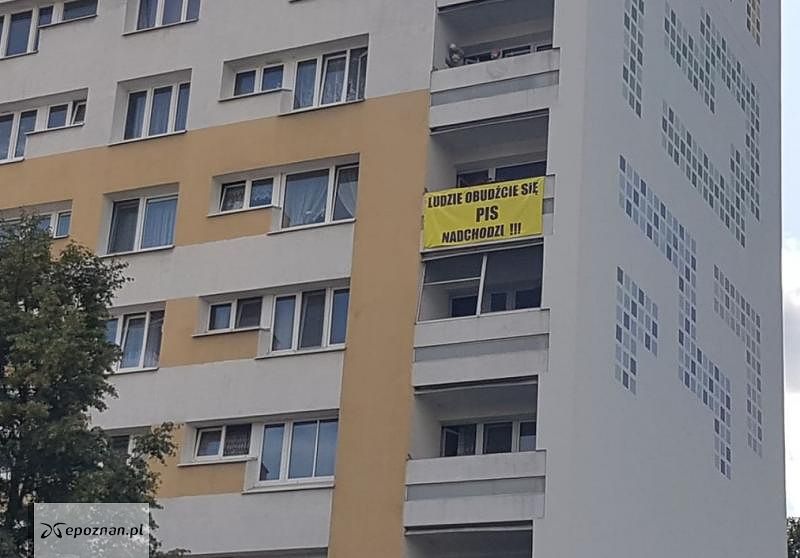 LUDZIE OBUDŹCIE SIĘ
PIS
NADCHODZI !!!
epoznan.pl